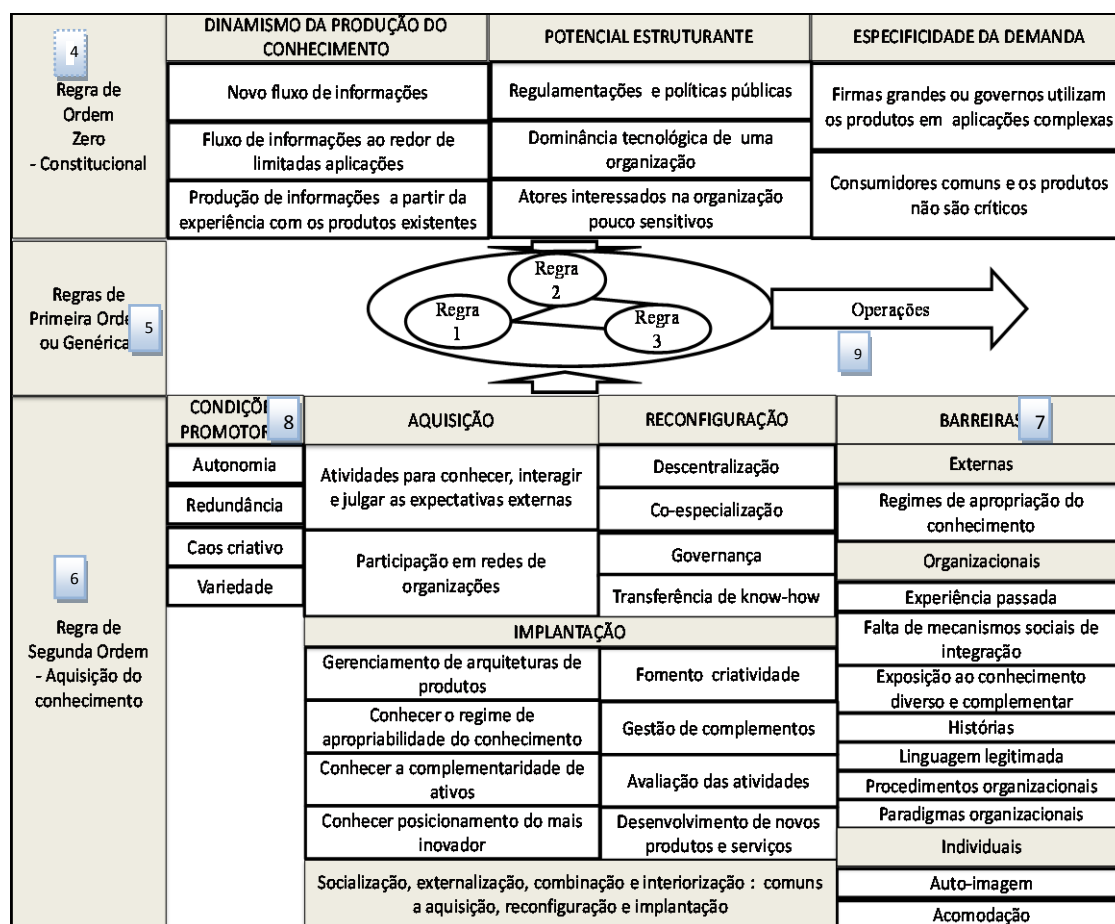 4
Regra de
Ordem
Zero
- Constitucional
DINAMISMO DA PRODUÇÃO DO
CONHECIMENTO
POTENCIAL ESTRUTURANTE
ESPECIFICIDADE DA DEMANDA
Novo fluxo de informações
Fluxo de informações ao redor de
limitadas aplicações
Produção de informações a partir da
experiência com os produtos existentes
Regulamentações e políticas públicas
Dominância tecnológica de uma
organização
Atores interessados na organização
pouco sensitivos
Firmas grandes ou governos utilizam
os produtos em aplicações complexas
Consumidores comuns e os produtos
não são críticos
Regras de
Primeira Orde
ou Genérica
5
Regra
1
Regra
2
Regra
3
Operações
9
6
Regra de
Segunda Ordem
- Aquisição do
conhecimento
CONDIÇÕE
PROMOTOR
8
Autonomia
Redundância
Caos criativo
Variedade
AQUISIÇÃO
Atividades para conhecer, interagir
e julgar as expectativas externas
Participação em redes de
organizações
RECONFIGURAÇÃO
Descentralização
Co-especialização
Governança
Transferência de know-how
IMPLANTAÇÃO
Gerenciamento de arquiteturas de
produtos
Conhecer o regime de
apropriabilidade do conhecimento
Conhecer a complementaridade de
ativos
Conhecer posicionamento do mais
inovador
Fomento criatividade
Gestão de complementos
Avaliação das atividades
Desenvolvimento de novos
produtos e serviços
Socialização, externalização, combinação e interiorização : comuns
a aquisição, reconfiguração e implantação
BARREIRAS
7
Externas
Regimes de apropriação do
conhecimento
Organizacionais
Experiência passada
Falta de mecanismos sociais de
integração
Exposição ao conhecimento
diverso e complementar
Histórias
Linguagem legitimada
Procedimentos organizacionais
Paradigmas organizacionais
Individuais
Auto-imagem
Acomodação